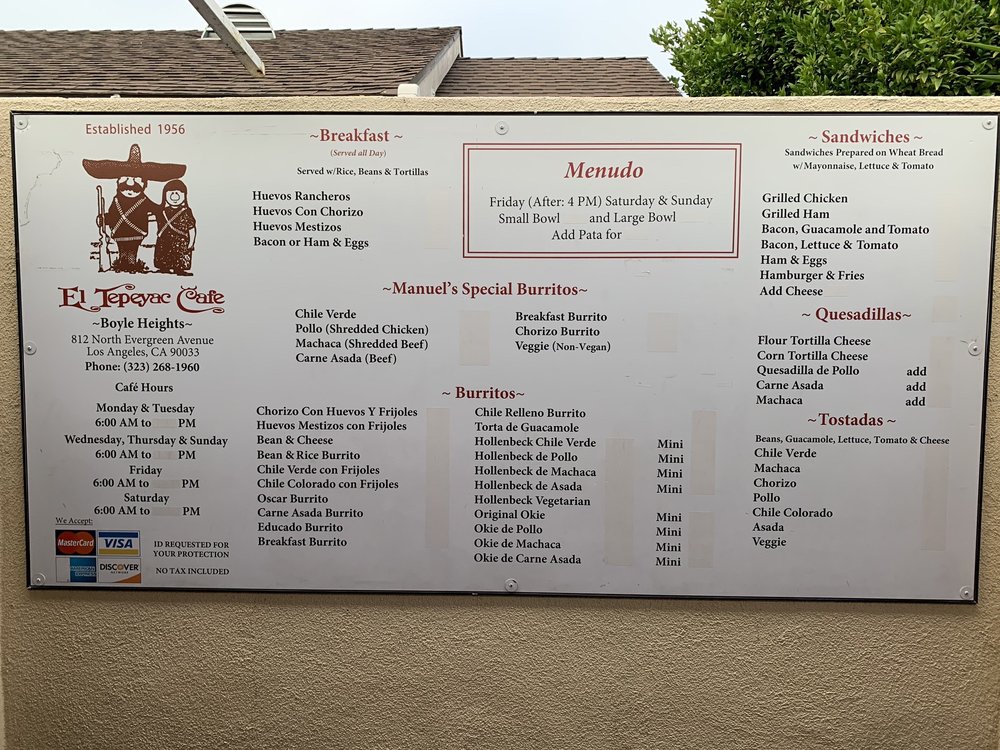 Established 1956
El Tepeyac Cafe
~Boyle Heights~
812 North Evergreen Avenue
Los Angeles, CA 90033
Phone: (323) 268-1960
Café Hours
Monday & Tuesday
6:00 AM to PM
Wednesday, Thursday & Sunday
6:00 AM to PM
Friday
6:00 AM to PM
Saturday
6:00 AM to PM
We Accept:
MasterCard
VISA
AMERICAN EXPRESS
DISCOVER
NETWORK
ID REQUESTED FOR
YOUR PROTECTION
NO TAX INCLUDED
~Breakfast ~
(Served all Day)
Served w/Rice, Beans & Tortillas
Huevos Rancheros
Huevos Con Chorizo
Huevos Mestizos
Bacon or Ham & Eggs
Menudo
Friday (After: 4 PM) Saturday & Sunday
Small Bowl and Large Bowl
Add Pata for
~Manuel's Special Burritos~
Chile Verde
Pollo (Shredded Chicken)
Machaca (Shredded Beef)
Carne Asada (Beef)
Breakfast Burrito
Chorizo Burrito
Veggie (Non-Vegan)
~ Burritos~
Chorizo Con Huevos Y Frijoles
Huevos Mestizos con Frijoles
Bean & Cheese
Bean & Rice Burrito
Chile Verde con Frijoles
Chile Colorado con Frijoles
Oscar Burrito
Carne Asada Burrito
Educado Burrito
Breakfast Burrito
Chile Relleno Burrito
Torta de Guacamole
Hollenbeck Chile Verde Mini
Hollenbeck de Pollo Mini
Hollenbeck de Machaca Mini
Hollenbeck de Asada Mini
Hollenbeck Vegetarian
Original Okie Mini
Okie de Pollo Mini
Okie de Machaca Mini
Okie de Carne Asada Mini
~ Sandwiches ~
Sandwiches Prepared on Wheat Bread
w/Mayonnaise, Lettuce & Tomato
Grilled Chicken
Grilled Ham
Bacon, Guacamole and Tomato
Bacon, Lettuce & Tomato
Ham & Eggs
Hamburger & Fries
Add Cheese
~ Quesadillas~
Flour Tortilla Cheese
Corn Tortilla Cheese
Quesadilla de Pollo add
Carne Asada add
Machaca add
~Tostadas ~
Beans, Guacamole, Lettuce, Tomato & Cheese
Chile Verde
Machaca
Chorizo
Pollo
Chile Colorado
Asada
Veggie